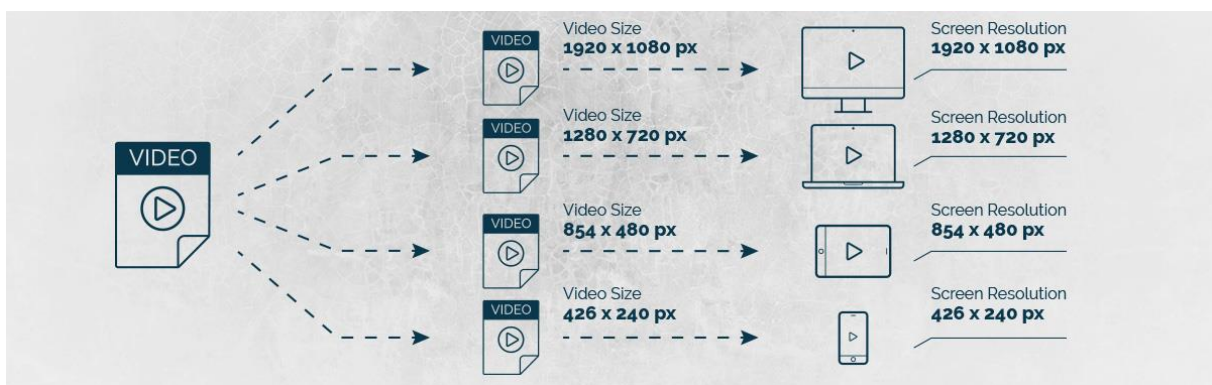 VIDEO
VIDEO
Video Size
1920 x 1080 px
Screen Resolution
1920 x 1080 px
VIDEO
Video Size
1280 x 720 px
Screen Resolution
1280 x 720 px
VIDEO
Video Size
854 x 480 px
Screen Resolution
854 x 480 px
VIDEO
Video Size
426 x 240 px
Screen Resolution
426 x 240 px